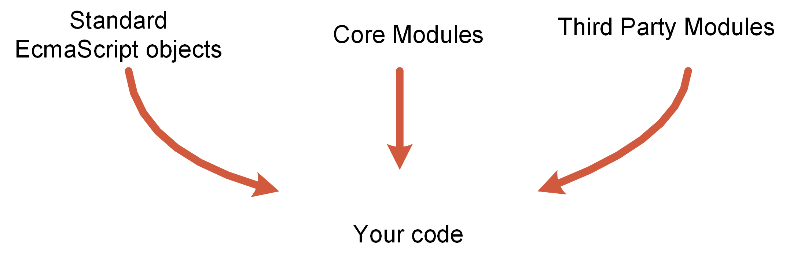 Standard
EcmaScript objects
Core Modules
Third Party Modules
Your code